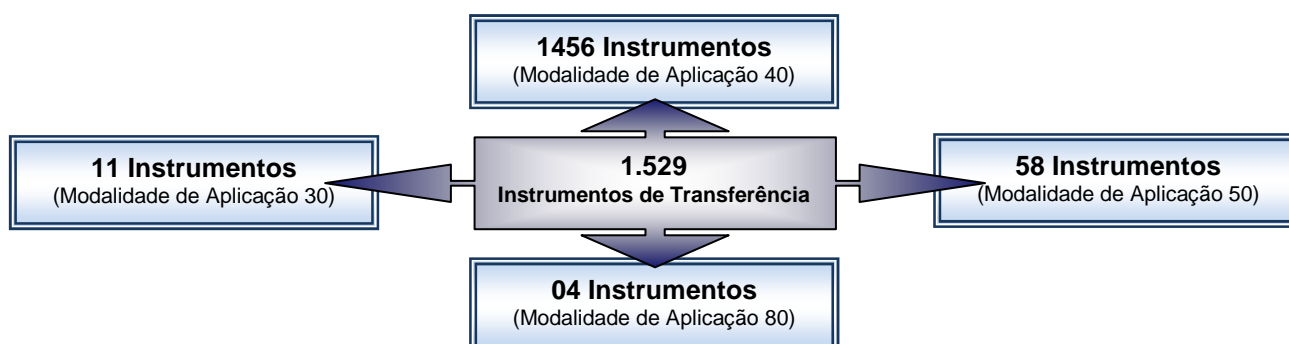 1456 Instrumentos
(Modalidade de Aplicação 40)
11 Instrumentos
(Modalidade de Aplicação 30)
1.529
Instrumentos de Transferência
58 Instrumentos
(Modalidade de Aplicação 50)
04 Instrumentos
(Modalidade de Aplicação 80)